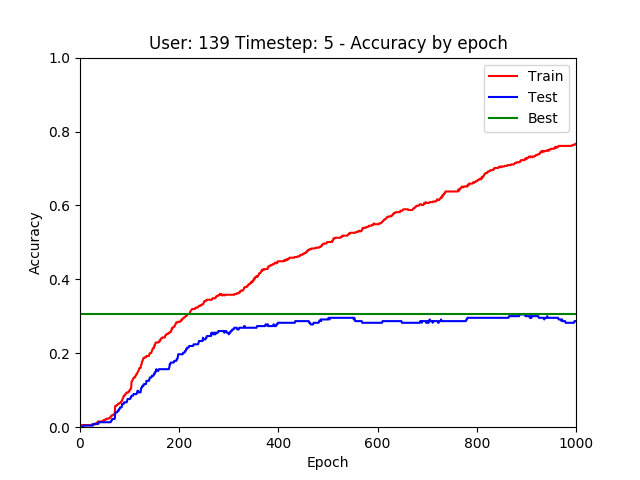 User: 139 Timestep: 5 - Accuracy by epoch
1.0
0.8
0.6
0.4
0.2
0.0
Accuracy
Train
Test
Best
0 200 400 600 800 1000
Epoch